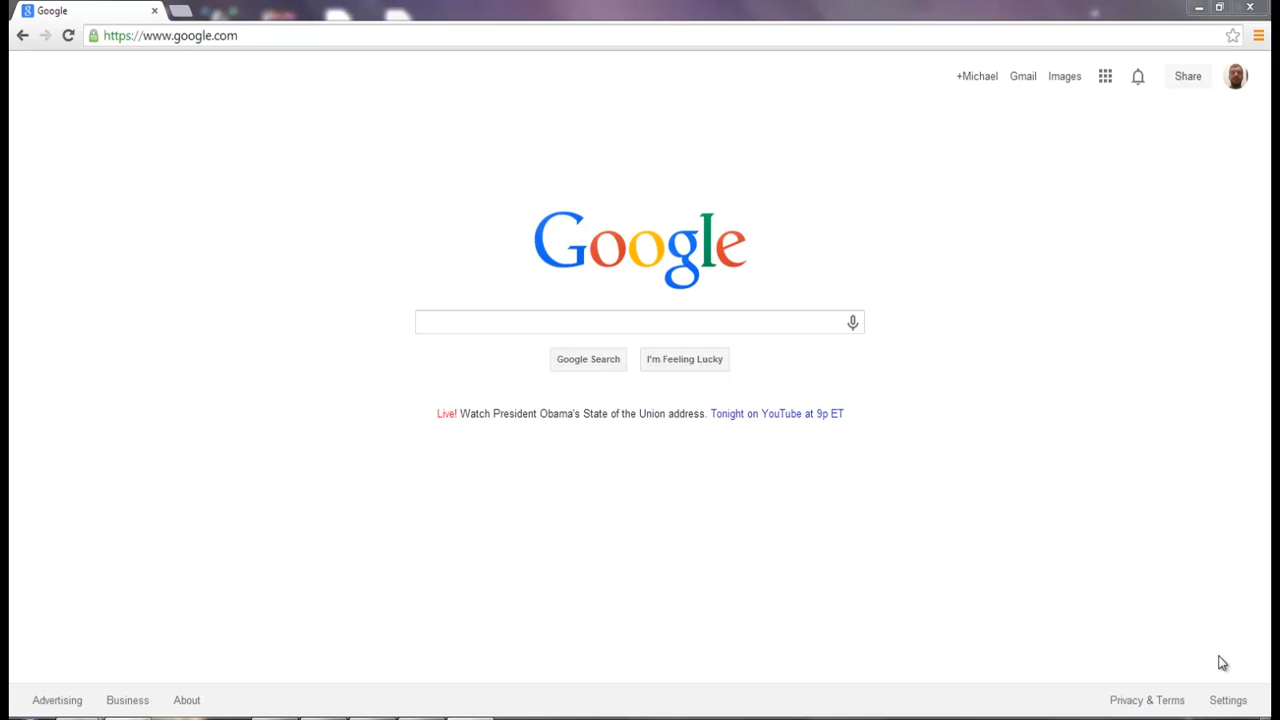 Google
https://www.google.com
+Michael Gmail Images Share
Google
Google Search I'm Feeling Lucky
Live! Watch President Obama's State of the Union address. Tonight on YouTube at 9p ET
Advertising Business About Privacy & Terms Settings